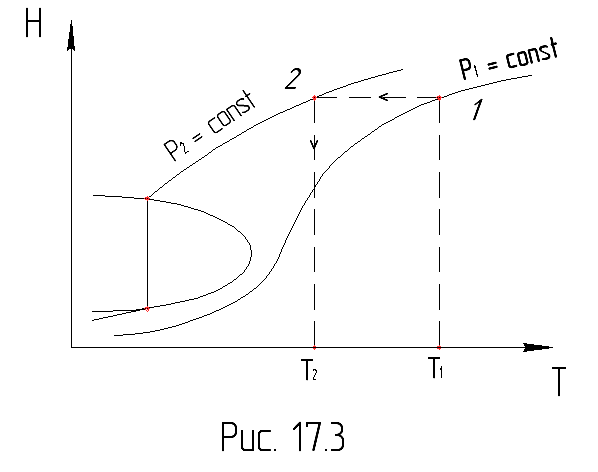 H
2
P₁ = const
1
P₂ = const
T₂
T₁
T
Рис. 17.3